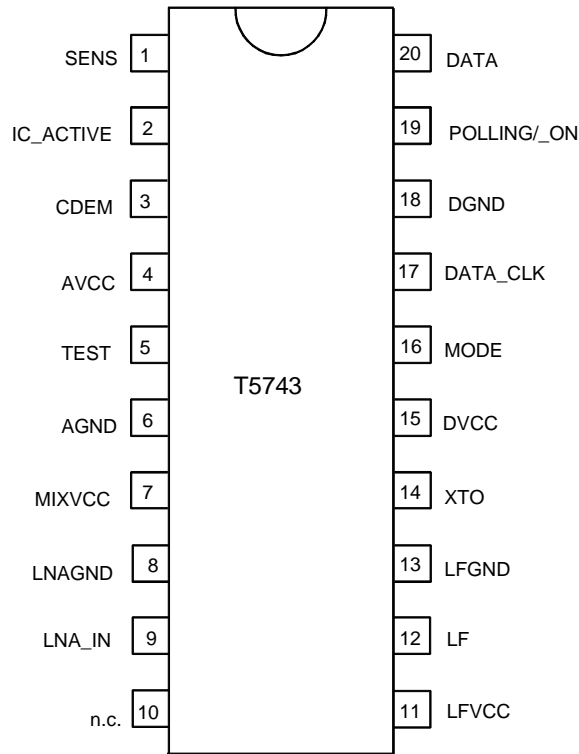 SENS 1 20 DATA
IC_ACTIVE 2 19 POLLING/_ON
CDEM 3 18 DGND
AVCC 4 17 DATA_CLK
TEST 5 16 MODE
T5743
AGND 6 15 DVCC
MIXVCC 7 14 XTO
LNAGND 8 13 LFGND
LNA_IN 9 12 LF
n.c. 10 11 LFVCC